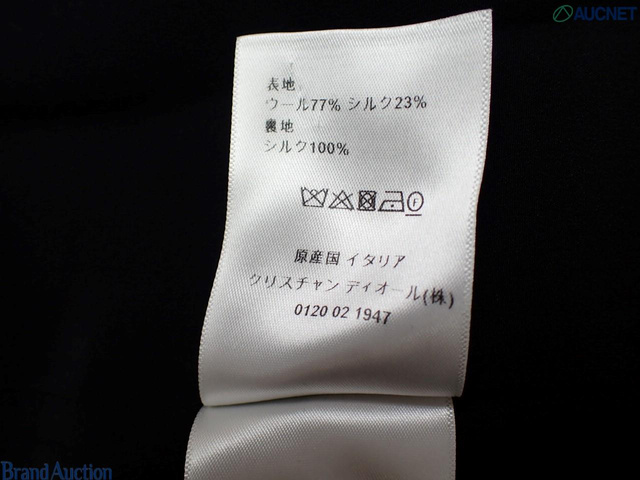 AUCNET
表地
ウール77% シルク23%
裏地
シルク100%
F
原産国 イタリア
クリスチャン ディオール(株)
0120 02 1947
Brand Auction